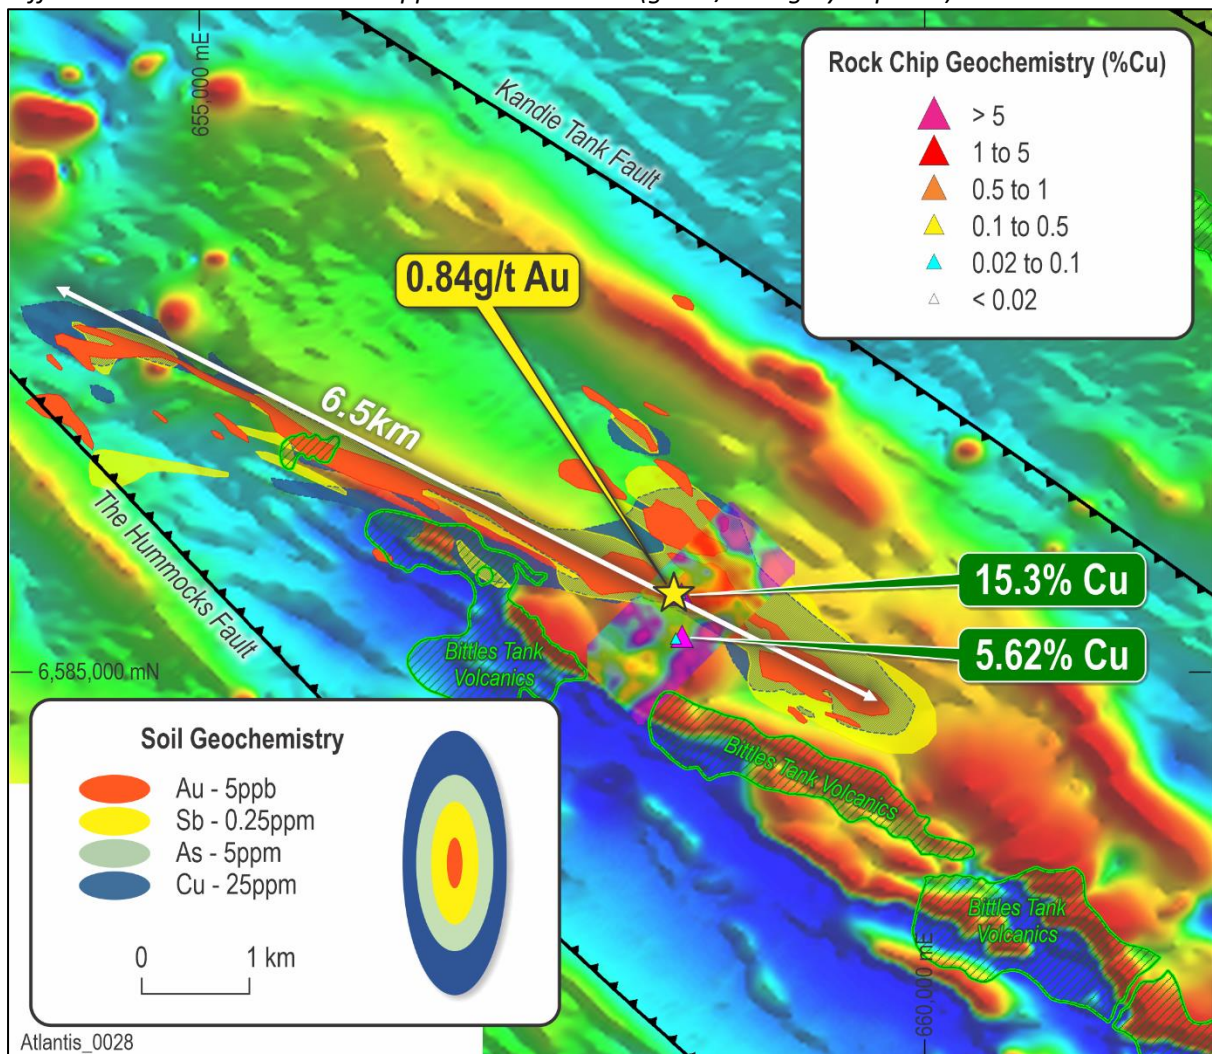 655,000 mE
Kandie Tank Fault
Rock Chip Geochemistry (%Cu)
> 5
1 to 5
0.5 to 1
0.1 to 0.5
0.02 to 0.1
< 0.02
0.84g/t Au
6.5km
The Hummocks Fault
15.3% Cu
5.62% Cu
6,585,000 mN
Bittles Tank
Volcanics
Bittles Tank Volcanics
Bittles Tank
Volcanics
660,000 mE
Soil Geochemistry
Au - 5ppb
Sb - 0.25ppm
As - 5ppm
Cu - 25ppm
0 1 km
Atlantis_0028